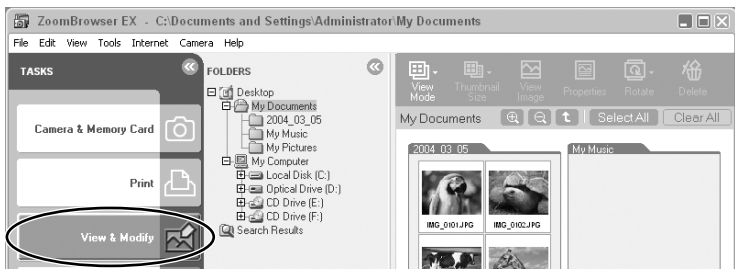 ZoomBrowser EX - C:\Documents and Settings\Administrator\My Documents
File Edit View Tools Internet Camera Help
TASKS
Camera & Memory Card
Print
View & Modify
FOLDERS
Desktop
My Documents
2004_03_05
My Music
My Pictures
My Computer
Local Disk (C:)
Optical Drive (D:)
CD Drive (E:)
CD Drive (F:)
Search Results
View Mode
Thumbnail Size
View Image
Properties
Rotate
Delete
My Documents
Select All
Clear All
2004_03_05
My Music
IMG_0101.JPG
IMG_0102.JPG